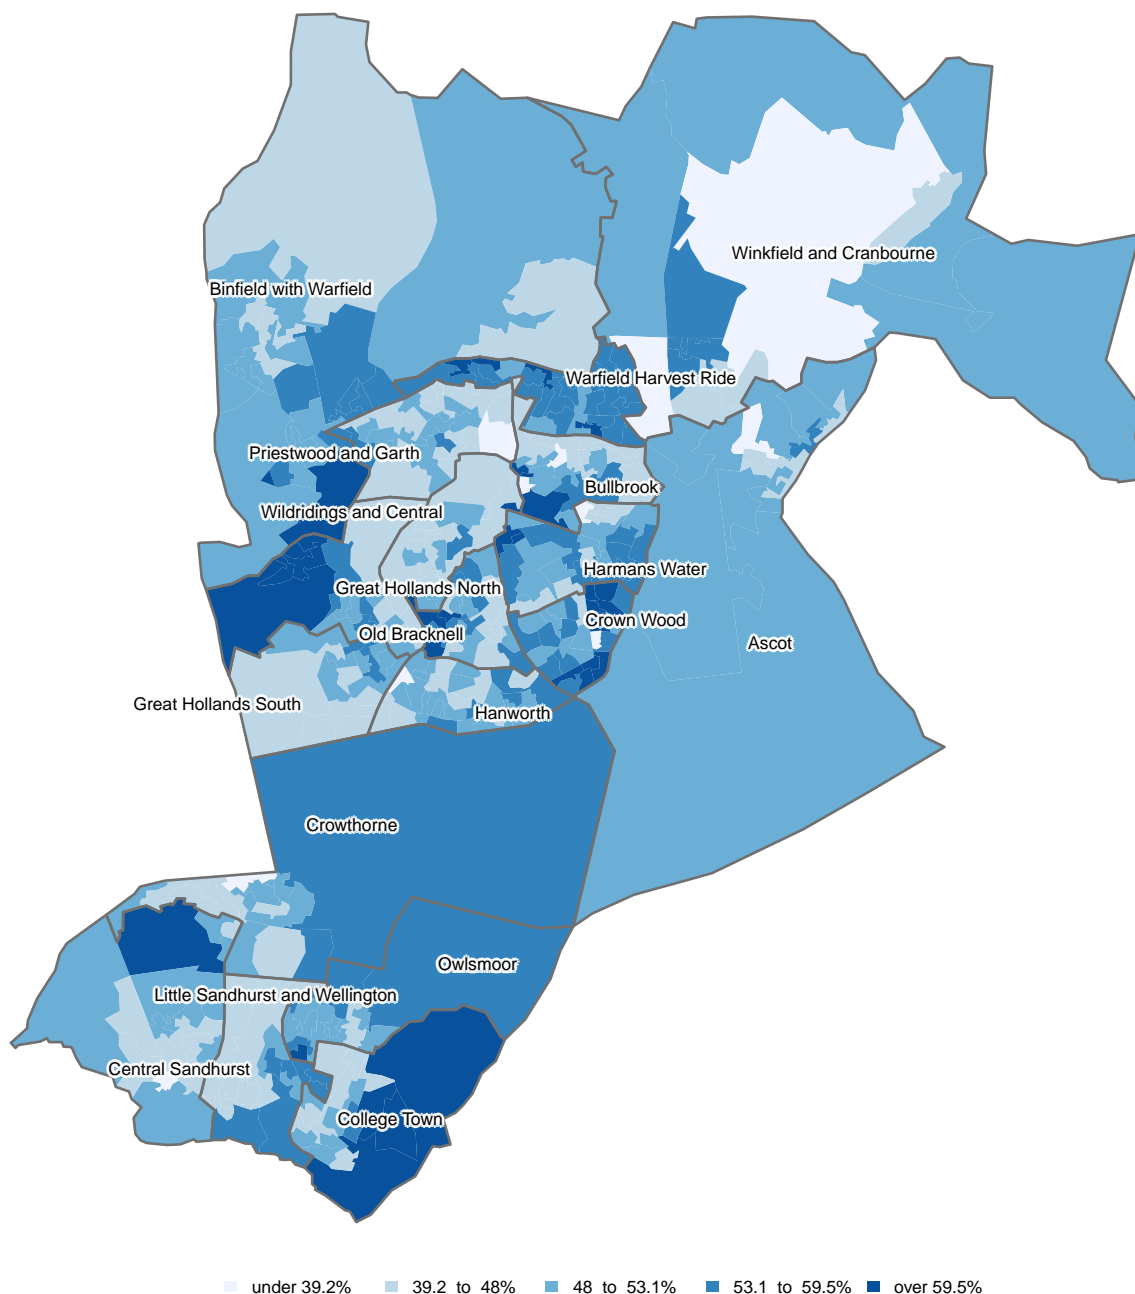 Winkfield and Cranbourne
Binfield with Warfield
Warfield Harvest Ride
Priestwood and Garth
Bullbrook
Wildridings and Central
Harmans Water
Great Hollands North
Crown Wood
Old Bracknell
Ascot
Great Hollands South
Hanworth
Crowthorne
Owlsmoor
Little Sandhurst and Wellington
Central Sandhurst
College Town
under 39.2% 39.2 to 48% 48 to 53.1% 53.1 to 59.5% over 59.5%